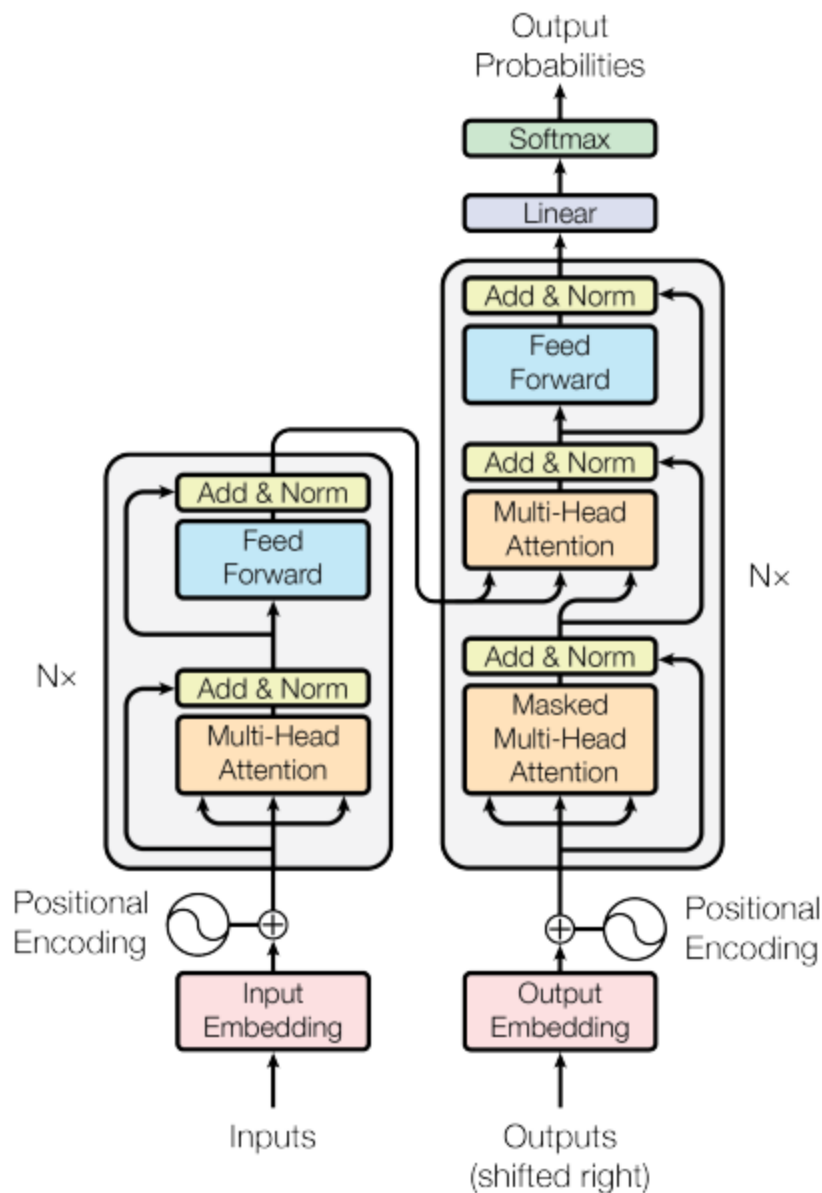 Output
Probabilities
Softmax
Linear
Add & Norm
Feed
Forward
Add & Norm
Multi-Head
Attention
Add & Norm
Masked
Multi-Head
Attention
N×
Add & Norm
Feed
Forward
Add & Norm
Multi-Head
Attention
N×
Positional
Encoding
Positional
Encoding
Input
Embedding
Output
Embedding
Inputs
Outputs
(shifted right)